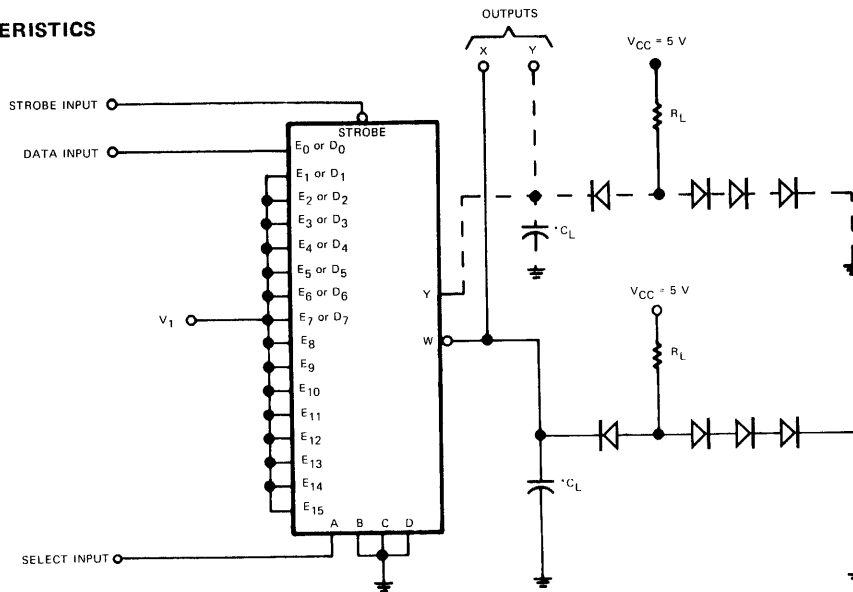 ERISTICS
OUTPUTS
X Y
VCC = 5 V
RL
STROBE INPUT
STROBE
DATA INPUT
E0 or D0
E1 or D1
E2 or D2
E3 or D3
E4 or D4
E5 or D5
E6 or D6
E7 or D7
E8
E9
E10
E11
E12
E13
E14
E15
V1
Y
W
*CL
VCC = 5 V
RL
*CL
A B C D
SELECT INPUT